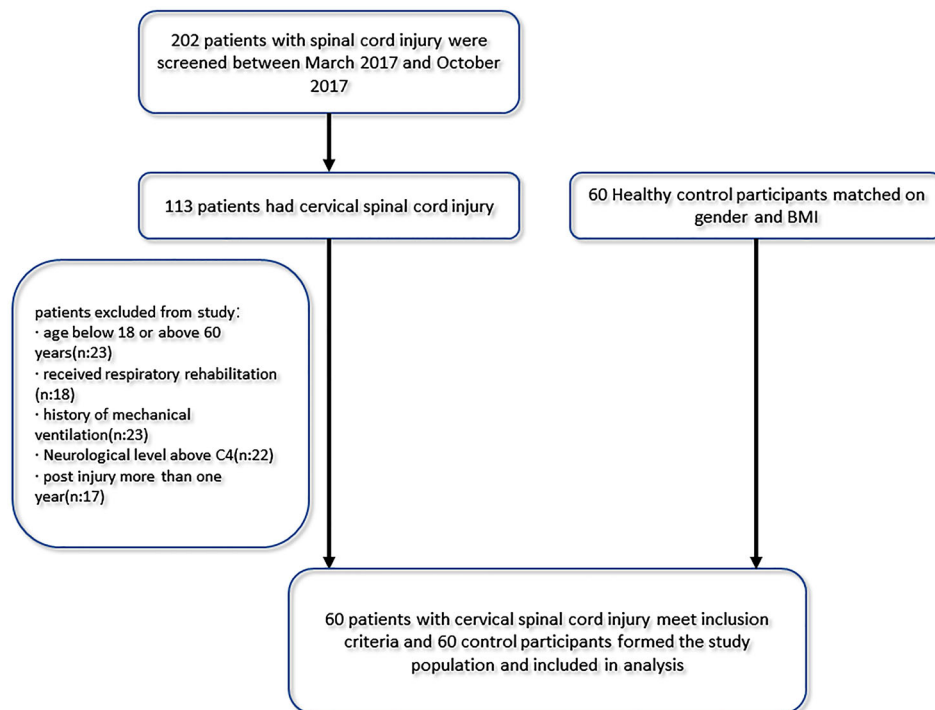 202 patients with spinal cord injury were
screened between March 2017 and October
2017
113 patients had cervical spinal cord injury
60 Healthy control participants matched on
gender and BMI
patients excluded from study:
· age below 18 or above 60
years(n:23)
· received respiratory rehabilitation
(n:18)
· history of mechanical
ventilation(n:23)
· Neurological level above C4(n:22)
· post injury more than one
year(n:17)
60 patients with cervical spinal cord injury meet inclusion
criteria and 60 control participants formed the study
population and included in analysis